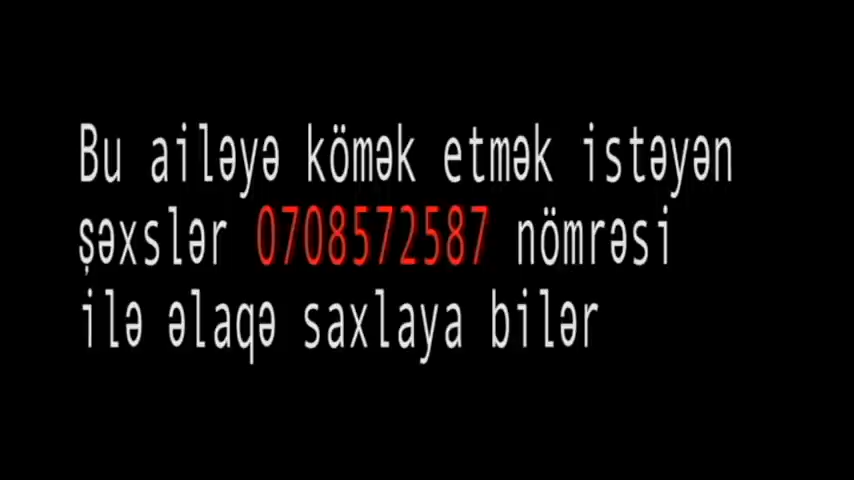 Bu ailəyə kömək etmək istəyən
şəxslər 0708572587 nömrəsi
ilə əlaqə saxlaya bilər